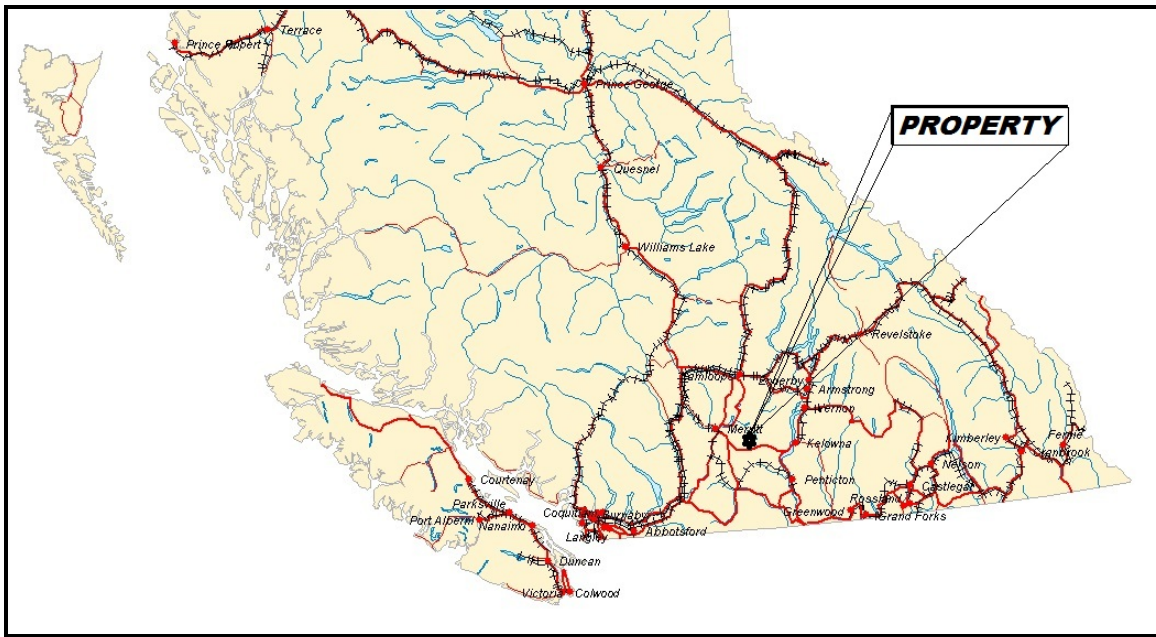 Terrace
Prince Rupert
Prince George
PROPERTY
Quesnel
Williams Lake
Revelstoke
Kamloops
Enderby
Armstrong
Vernon
Merritt
Kelowna
Kimberley
Fernie
Cranbrook
Nelson
Penticton
Castlegar
Rossland
Greenwood
Grand Forks
Courtenay
Parksville
Port Alberni
Nanaimo
Coquitlam
Burnaby
Langley
Abbotsford
Duncan
Victoria
Colwood